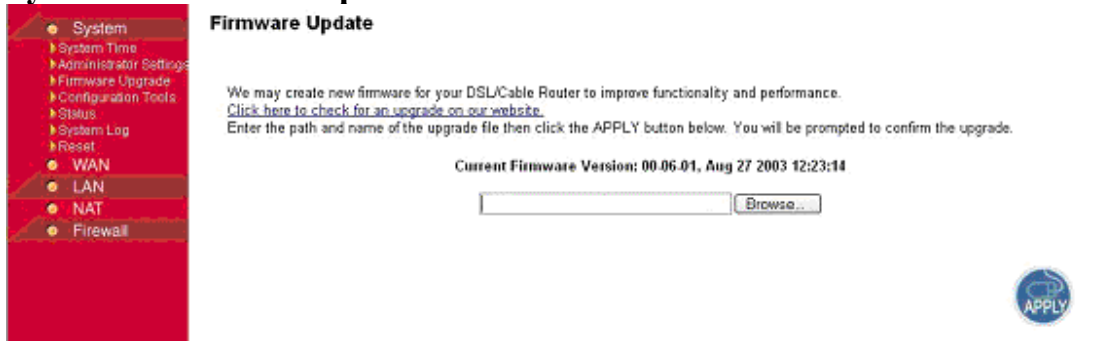 Firmware Update
System
System Time
Administrator Settings
Firmware Upgrade
Configuration Tools
Status
System Log
Reset
WAN
LAN
NAT
Firewall
We may create new firmware for your DSL/Cable Router to improve functionality and performance.
Click here to check for an upgrade on our website.
Enter the path and name of the upgrade file then click the APPLY button below. You will be prompted to confirm the upgrade.
Current Firmware Version: 00.06.01, Aug 27 2003 12:23:14
Browse...
APPLY